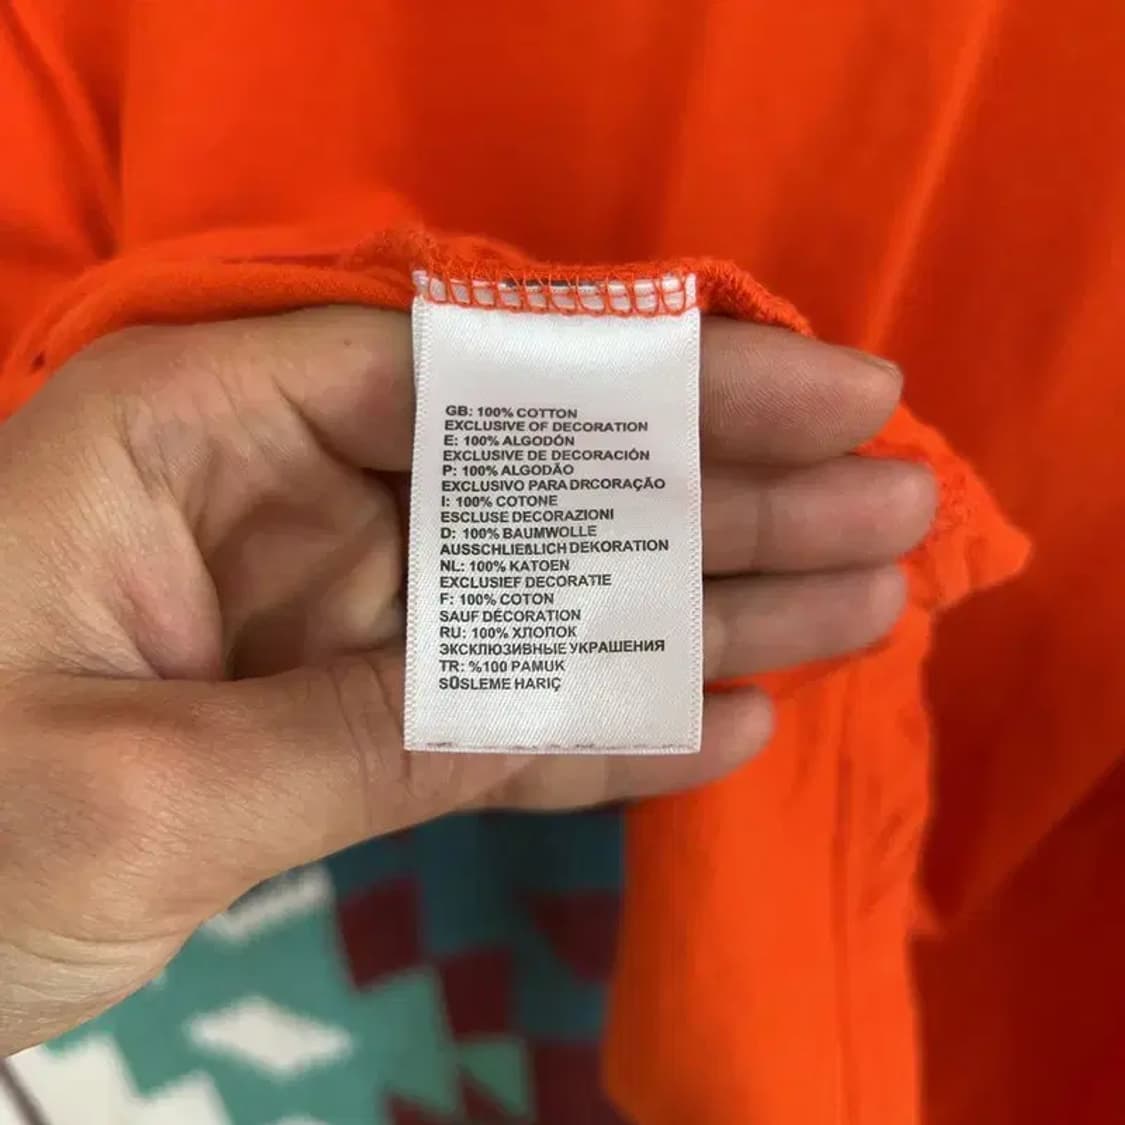 GB: 100% COTTON
EXCLUSIVE OF DECORATION
E: 100% ALGODÓN
EXCLUSIVE DE DECORACIÓN
P: 100% ALGODÃO
EXCLUSIVO PARA DRCORAÇÃO
I: 100% COTONE
ESCLUSE DECORAZIONI
D: 100% BAUMWOLLE
AUSSCHLIEßLICH DEKORATION
NL: 100% KATOEN
EXCLUSIEF DECORATIE
F: 100% COTON
SAUF DÉCORATION
RU: 100% ХЛОПОК
ЭКСКЛЮЗИВНЫЕ УКРАШЕНИЯ
TR: %100 PAMUK
SÜSLEME HARIÇ